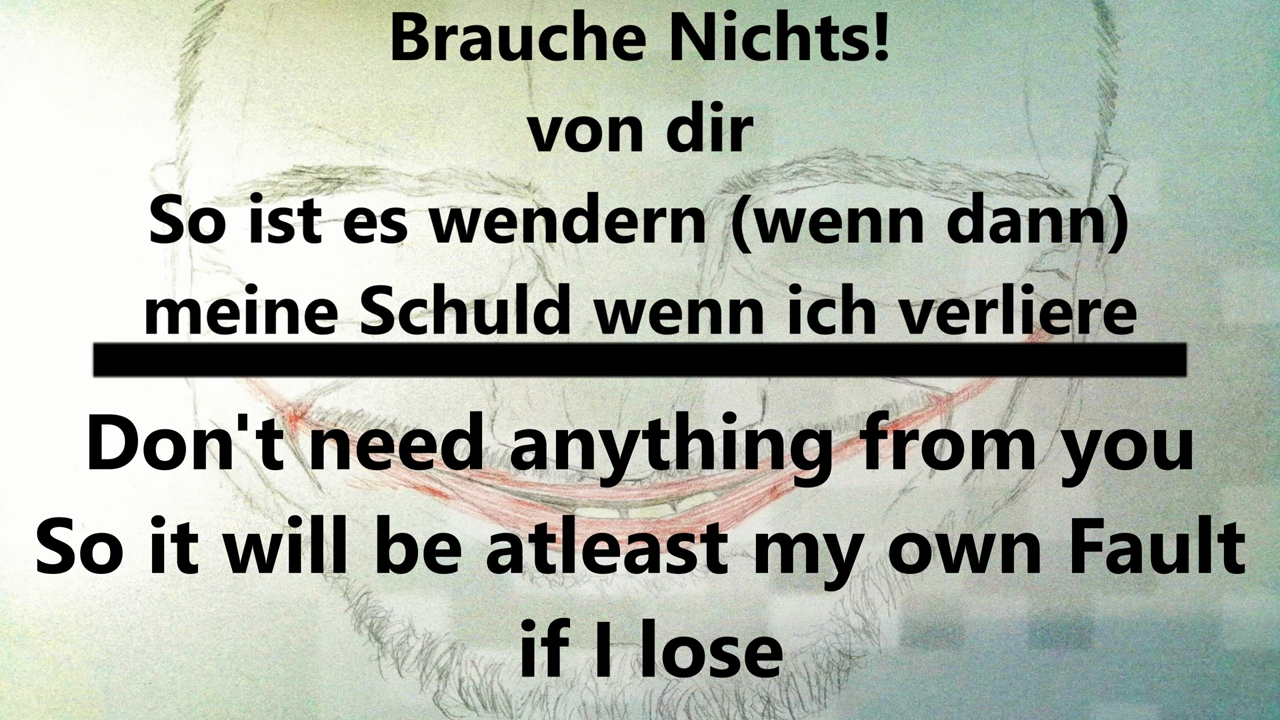 Brauche Nichts!
von dir
So ist es wendern (wenn dann)
meine Schuld wenn ich verliere
Don't need anything from you
So it will be atleast my own Fault
if I lose